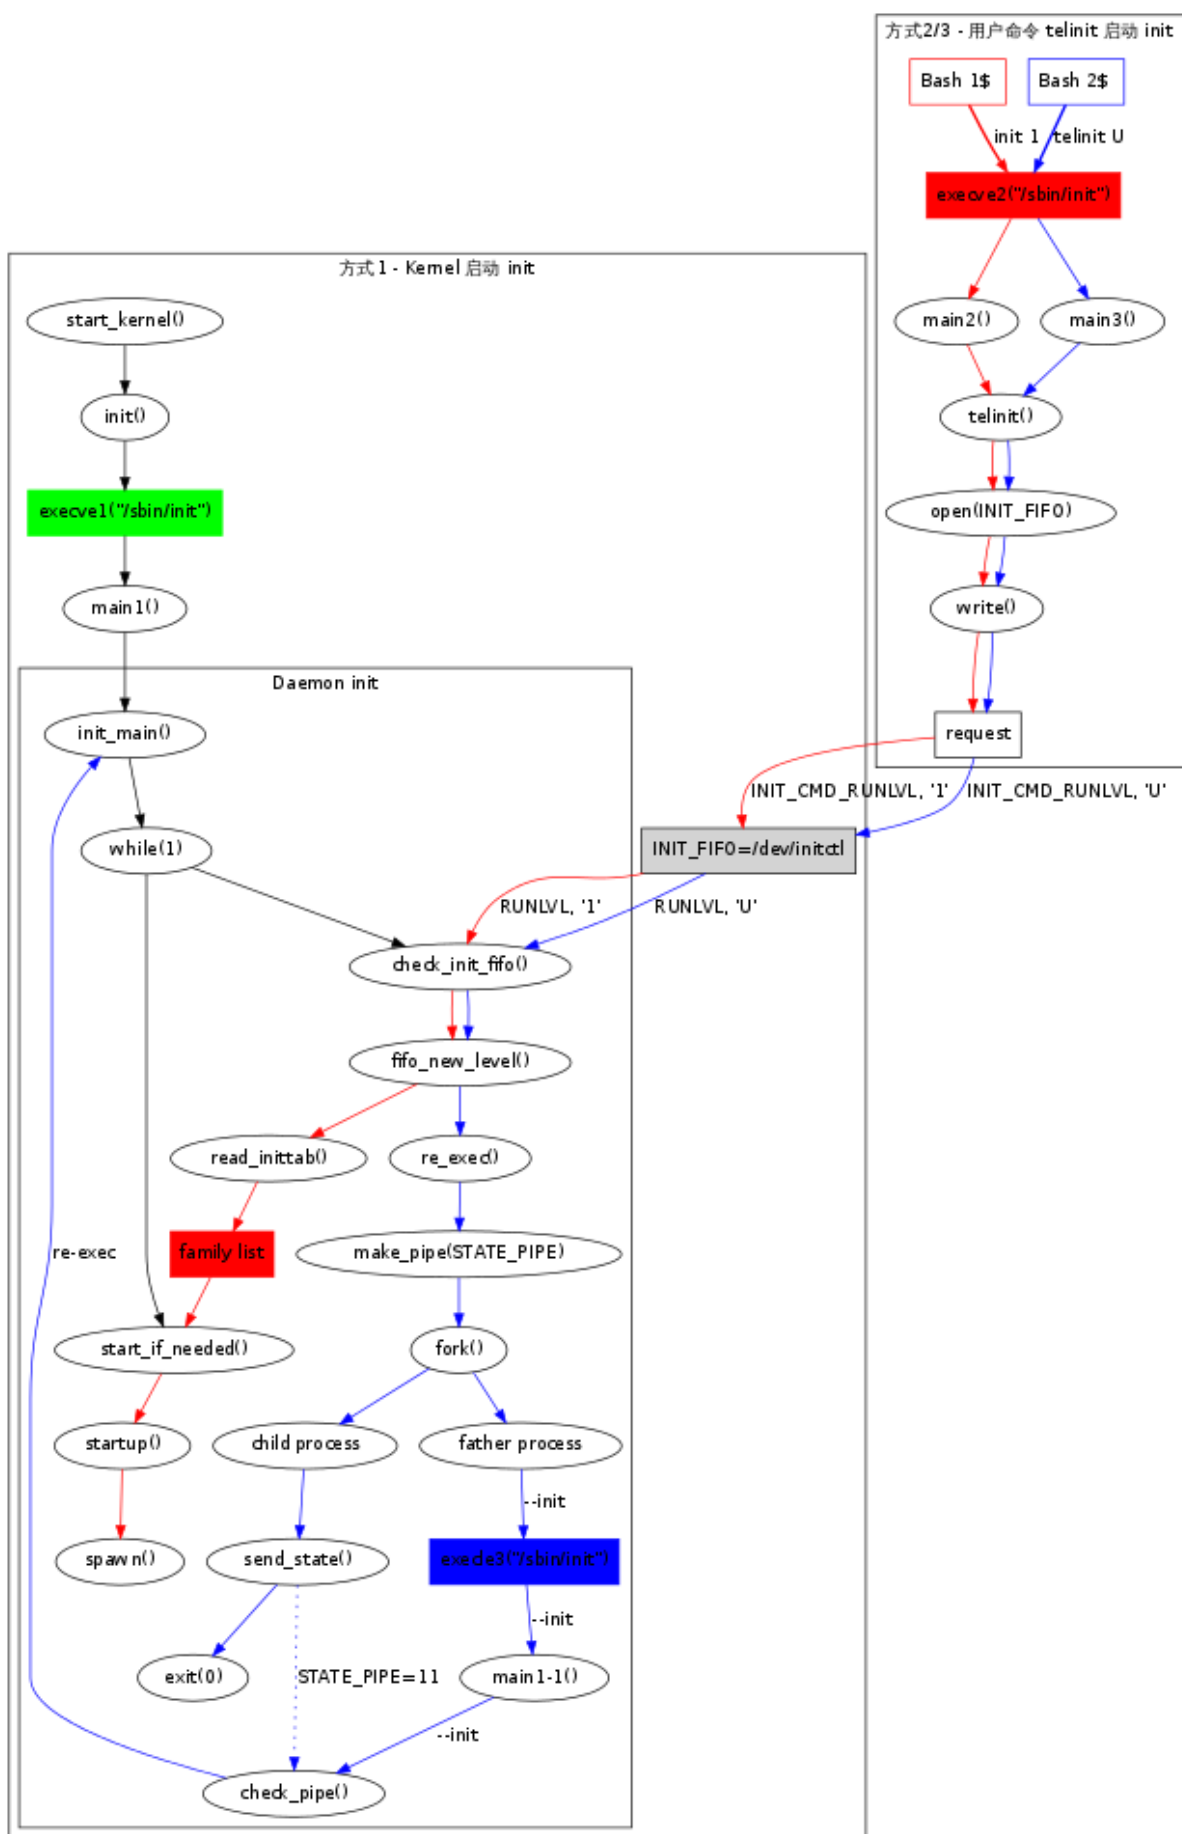 方式2/3 - 用户命令 telinit 启动 init
Bash 1$
Bash 2$
init 1
telinit U
execve2("/sbin/init")
main2()
main3()
telinit()
open(INIT_FIFO)
write()
request
方式1 - Kernel 启动 init
start_kernel()
init()
execve1("/sbin/init")
main1()
Daemon init
init_main()
INIT_CMD_RUNLVL, '1'
INIT_CMD_RUNLVL, 'U'
while(1)
INIT_FIFO=/dev/initctl
RUNLVL, '1'
RUNLVL, 'U'
check_init_fifo()
fifo_new_level()
read_inittab()
re_exec()
re-exec
family list
make_pipe(STATE_PIPE)
start_if_needed()
fork()
startup()
child process
father process
--init
spawn()
send_state()
execle3("/sbin/init")
--init
exit(0)
STATE_PIPE=11
main1-1()
--init
check_pipe()